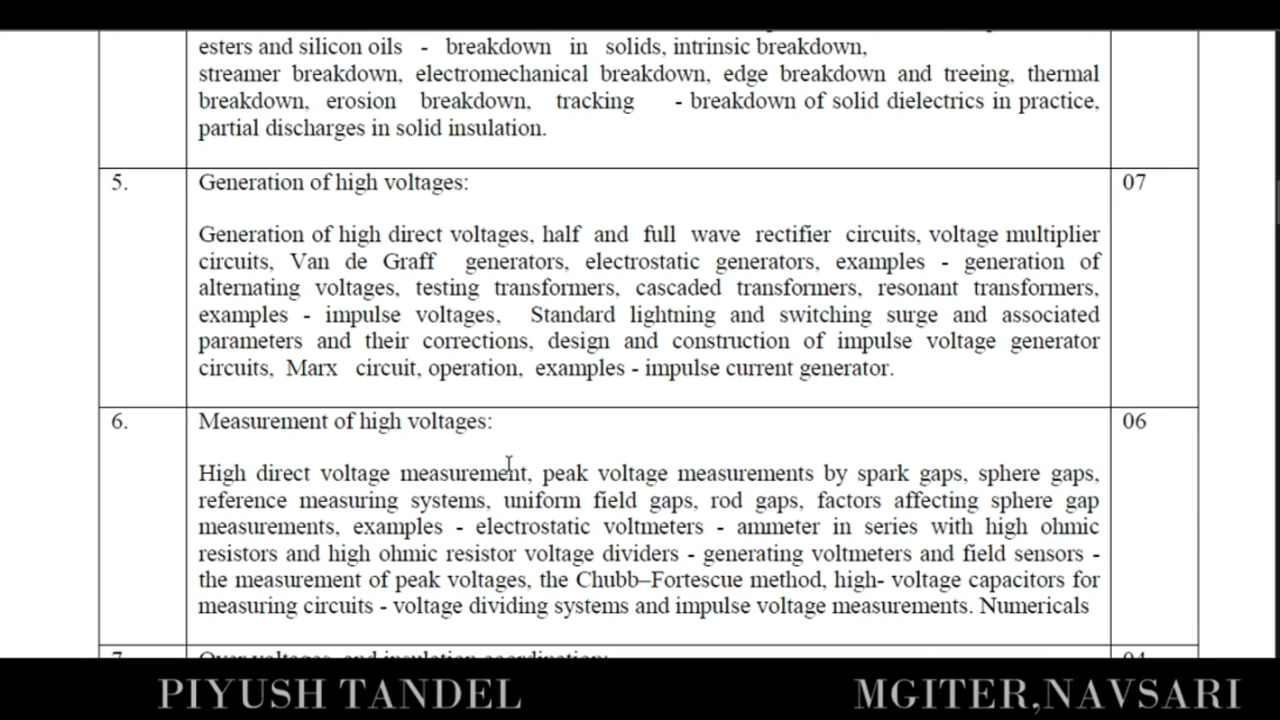 esters and silicon oils - breakdown in solids, intrinsic breakdown,
streamer breakdown, electromechanical breakdown, edge breakdown and treeing, thermal
breakdown, erosion breakdown, tracking - breakdown of solid dielectrics in practice,
partial discharges in solid insulation.
5. Generation of high voltages: 07
Generation of high direct voltages, half and full wave rectifier circuits, voltage multiplier
circuits, Van de Graff generators, electrostatic generators, examples - generation of
alternating voltages, testing transformers, cascaded transformers, resonant transformers,
examples - impulse voltages, Standard lightning and switching surge and associated
parameters and their corrections, design and construction of impulse voltage generator
circuits, Marx circuit, operation, examples - impulse current generator.
6. Measurement of high voltages: 06
High direct voltage measurement, peak voltage measurements by spark gaps, sphere gaps,
reference measuring systems, uniform field gaps, rod gaps, factors affecting sphere gap
measurements, examples - electrostatic voltmeters - ammeter in series with high ohmic
resistors and high ohmic resistor voltage dividers - generating voltmeters and field sensors -
the measurement of peak voltages, the Chubb–Fortescue method, high- voltage capacitors for
measuring circuits - voltage dividing systems and impulse voltage measurements. Numericals
7. Over voltages and insulation coordination: 04
PIYUSH TANDEL MGITER,NAVSARI